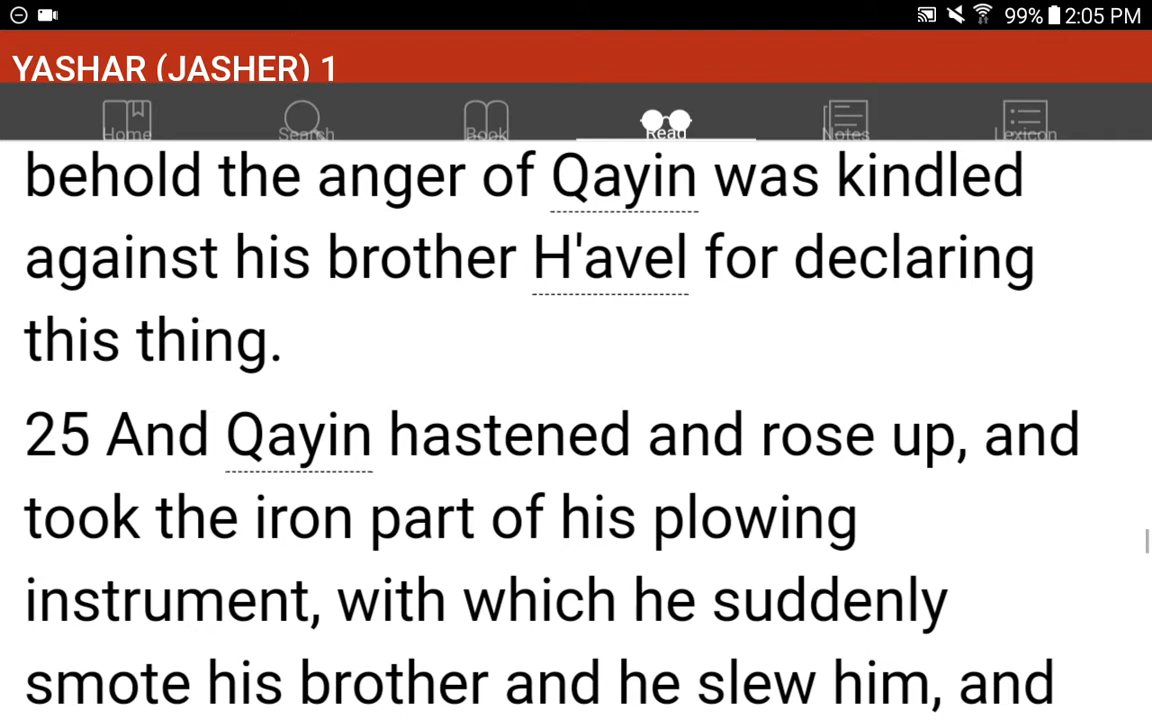 99% 2:05 PM
YASHAR (JASHER) 1
Home Search Book Read Notes Lexicon
behold the anger of Qayin was kindled
against his brother H'avel for declaring
this thing.
25 And Qayin hastened and rose up, and
took the iron part of his plowing
instrument, with which he suddenly
smote his brother and he slew him, and